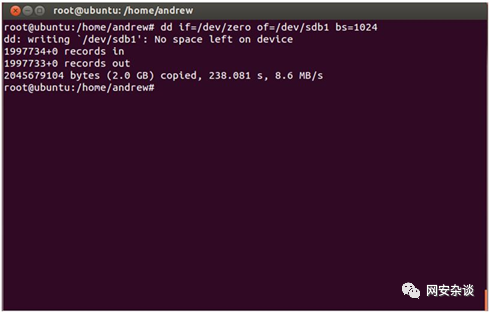 root@ubuntu: /home/andrew
root@ubuntu:/home/andrew# dd if=/dev/zero of=/dev/sdb1 bs=1024
dd: writing `/dev/sdb1': No space left on device
1997734+0 records in
1997733+0 records out
2045679104 bytes (2.0 GB) copied, 238.081 s, 8.6 MB/s
root@ubuntu:/home/andrew#
网安杂谈